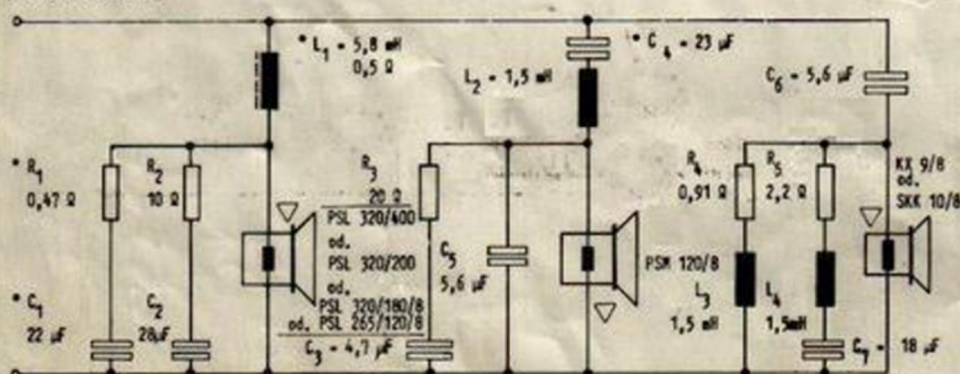 * L1 = 5,8 mH
0,5 Ω
* C4 = 23 µF
L2 = 1,5 mH
C6 = 5,6 µF
* R1
0,47 Ω
R2
10 Ω
R3
20 Ω
PSL 320/400
od.
PSL 320/200
od.
PSL 320/180/8
od. PSL 265/120/8
C3 = 4,7 µF
* C1
22 µF
C2
28µF
C5
5,6 µF
PSM 120/8
R4
0,91 Ω
R5
2,2 Ω
L3
1,5 mH
L4
1,5mH
C7 = 18 µF
KX 9/8
od.
SKK 10/8